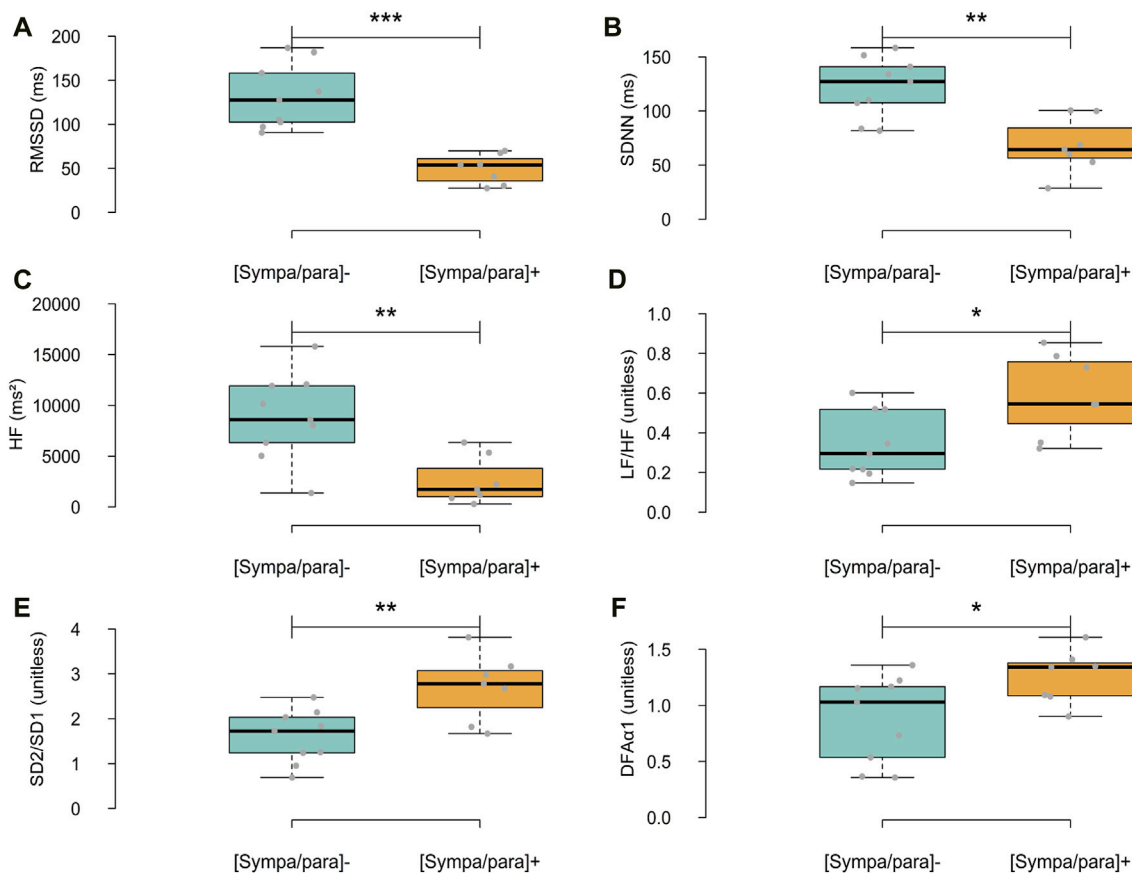 A
***
RMSSD (ms)
200
150
100
50
0
[Sympa/para]-
[Sympa/para]+
B
**
SDNN (ms)
150
100
50
0
[Sympa/para]-
[Sympa/para]+
C
**
HF (ms²)
20000
15000
10000
5000
0
[Sympa/para]-
[Sympa/para]+
D
*
LF/HF (unitless)
1.0
0.8
0.6
0.4
0.2
0.0
[Sympa/para]-
[Sympa/para]+
E
**
SD2/SD1 (unitless)
4
3
2
1
0
[Sympa/para]-
[Sympa/para]+
F
*
DFAα1 (unitless)
1.5
1.0
0.5
0.0
[Sympa/para]-
[Sympa/para]+